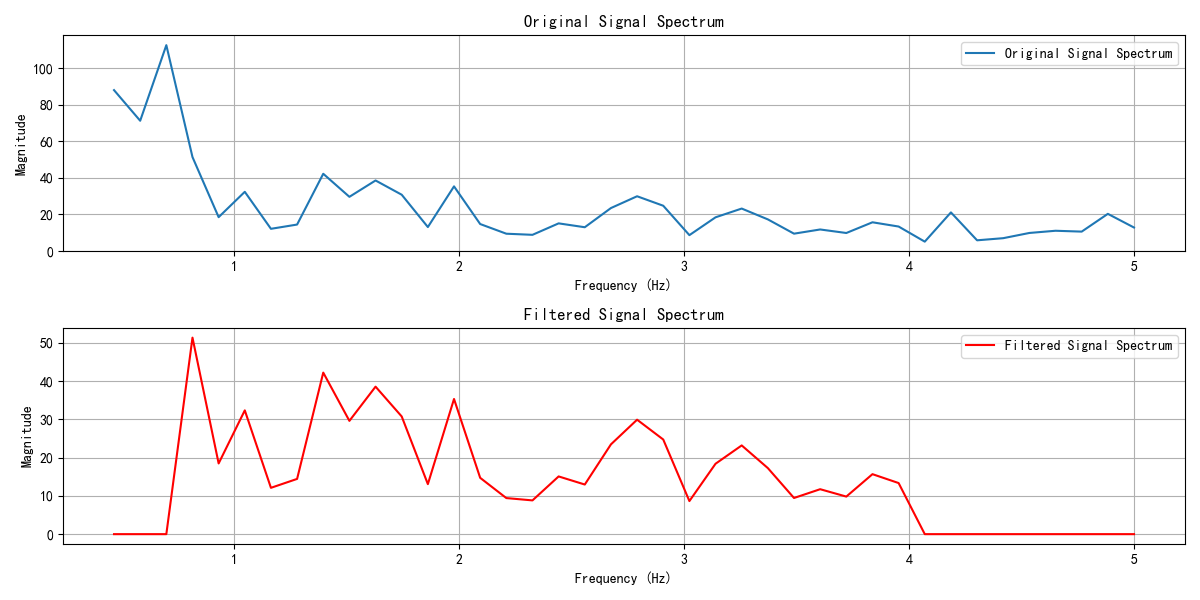 Original Signal Spectrum
Original Signal Spectrum
Magnitude
100
80
60
40
20
0
1 2 3 4 5
Frequency (Hz)
Filtered Signal Spectrum
Filtered Signal Spectrum
Magnitude
50
40
30
20
10
0
1 2 3 4 5
Frequency (Hz)